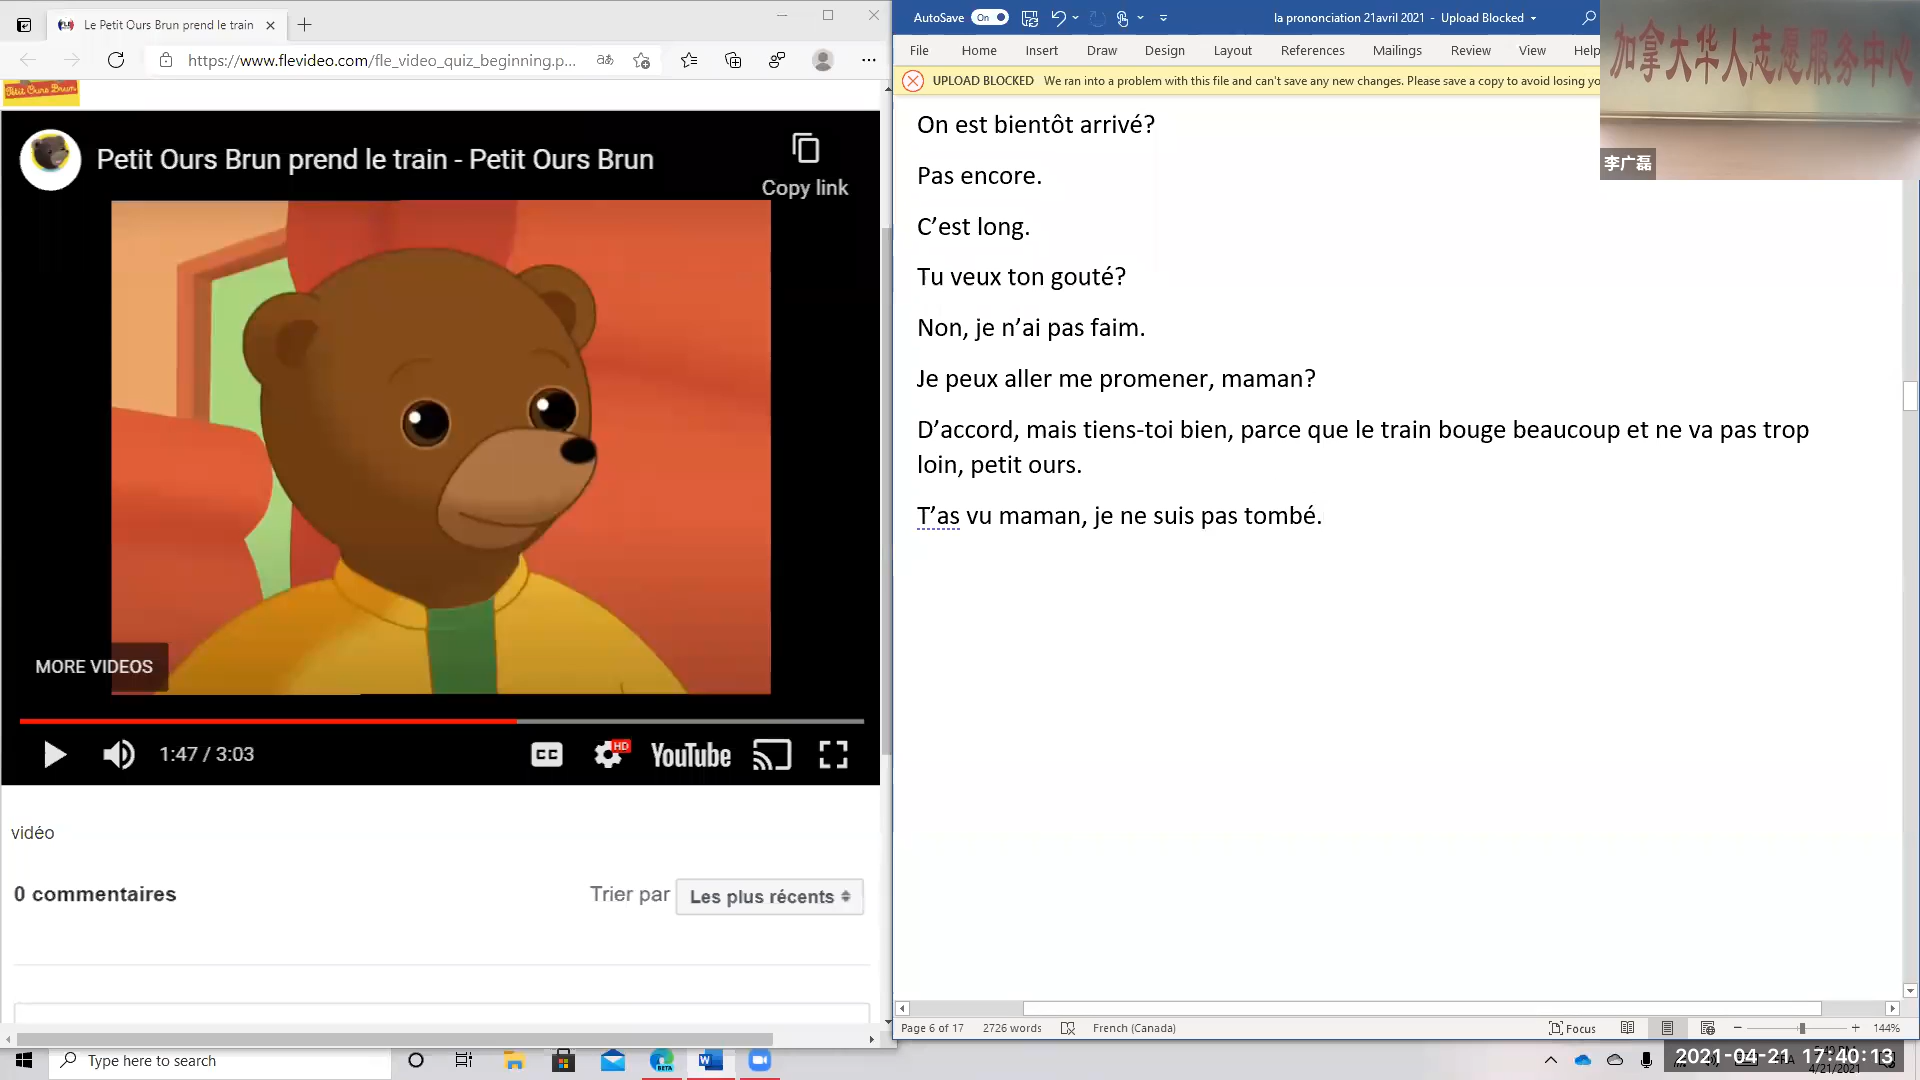 Le Petit Ours Brun prend le train
https://www.flevideo.com/fle_video_quiz_beginning.p...
Petit Ours Brun
Petit Ours Brun prend le train - Petit Ours Brun
Copy link
MORE VIDEOS
1:47 / 3:03
CC
HD
YouTube
vidéo
0 commentaires
Trier par
Les plus récents
Type here to search
AutoSave
On
la prononciation 21avril 2021 - Upload Blocked
File Home Insert Draw Design Layout References Mailings Review View Help
UPLOAD BLOCKED We ran into a problem with this file and can't save any new changes. Please save a copy to avoid losing yo
加拿大华人志愿服务中心
李广磊
On est bientôt arrivé?
Pas encore.
C’est long.
Tu veux ton gouté?
Non, je n’ai pas faim.
Je peux aller me promener, maman?
D’accord, mais tiens-toi bien, parce que le train bouge beaucoup et ne va pas trop
loin, petit ours.
T’as vu maman, je ne suis pas tombé.
Page 6 of 17 2726 words French (Canada)
Focus
144%
BETA
2021-04-21 17:40:13
4/21/2021